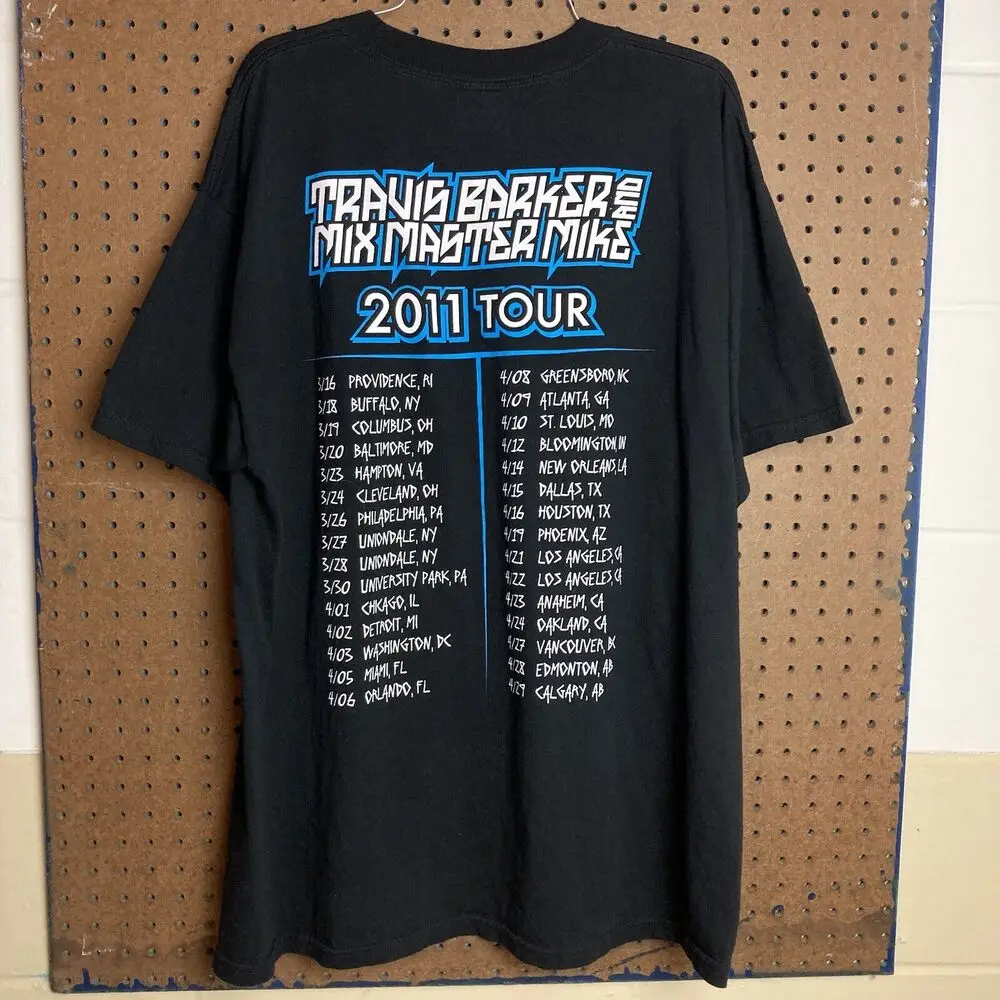 TRAVIS BARKER AND
MIX MASTER MIKE
2011 TOUR
3/16 PROVIDENCE, RI
3/18 BUFFALO, NY
3/19 COLUMBUS, OH
3/20 BALTIMORE, MD
3/23 HAMPTON, VA
3/24 CLEVELAND, OH
3/26 PHILADELPHIA, PA
3/27 UNIONDALE, NY
3/28 UNIONDALE, NY
3/30 UNIVERSITY PARK, PA
4/01 CHICAGO, IL
4/02 DETROIT, MI
4/03 WASHINGTON, DC
4/05 MIAMI, FL
4/06 ORLANDO, FL
4/08 GREENSBORO, NC
4/09 ATLANTA, GA
4/10 ST. LOUIS, MO
4/12 BLOOMINGTON, IN
4/14 NEW ORLEANS, LA
4/15 DALLAS, TX
4/16 HOUSTON, TX
4/19 PHOENIX, AZ
4/21 LOS ANGELES, CA
4/22 LOS ANGELES, CA
4/23 ANAHEIM, CA
4/24 OAKLAND, CA
4/27 VANCOUVER, BC
4/28 EDMONTON, AB
4/29 CALGARY, AB